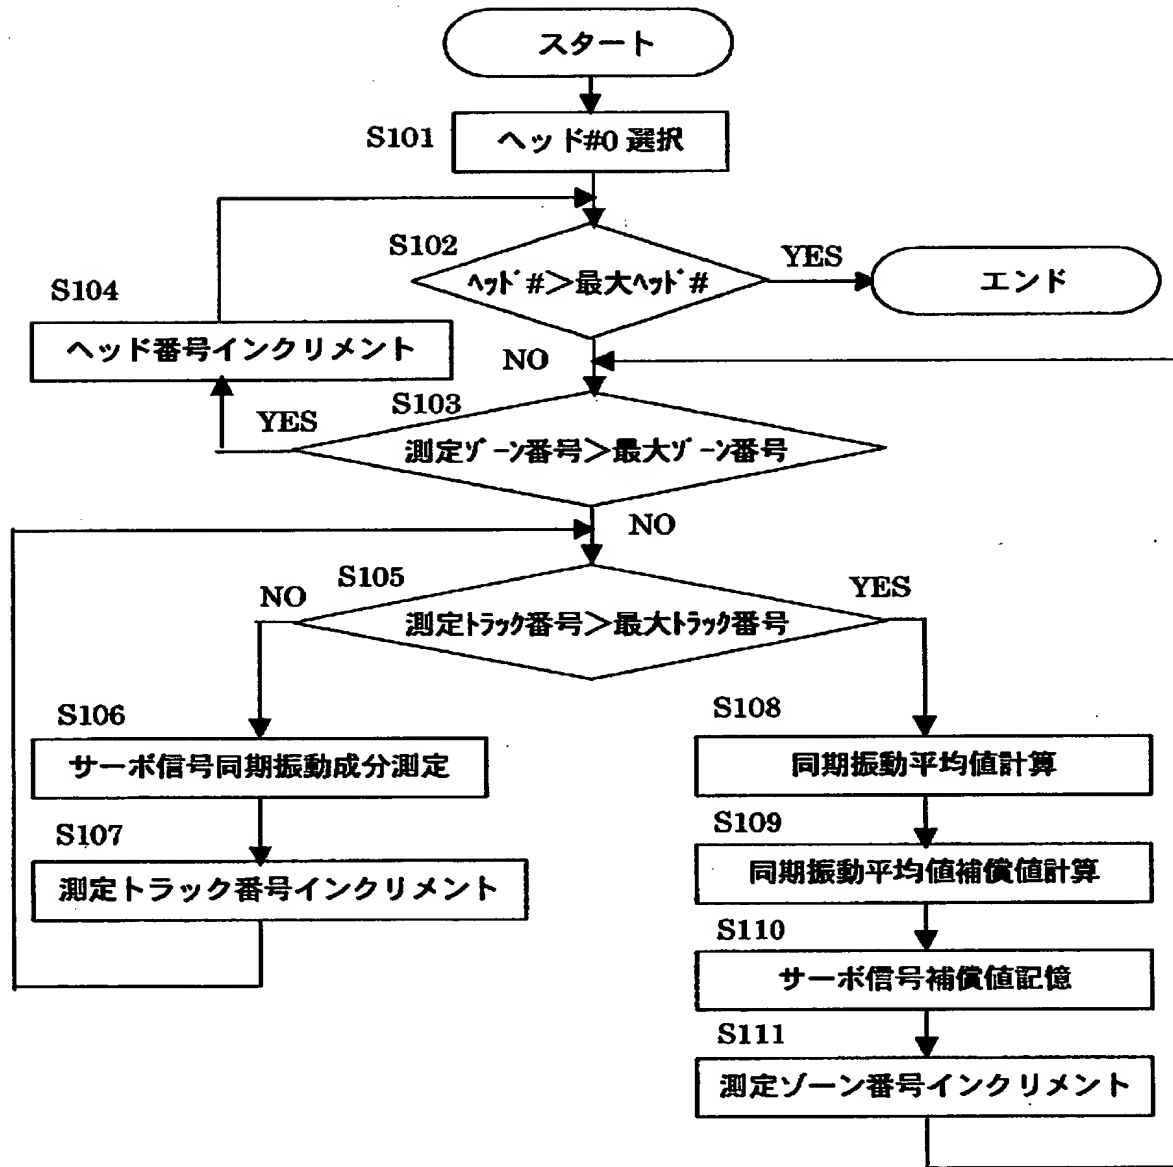 スタート
S101
ヘッド#0 選択
S102
ﾍｯﾄﾞ#＞最大ﾍｯﾄﾞ#
YES
エンド
S104
ヘッド番号インクリメント
NO
S103
YES
測定ｿﾞｰﾝ番号＞最大ｿﾞｰﾝ番号
NO
S105
NO
YES
測定ﾄﾗｯｸ番号＞最大ﾄﾗｯｸ番号
S106
サーボ信号同期振動成分測定
S107
測定トラック番号インクリメント
S108
同期振動平均値計算
S109
同期振動平均値補償値計算
S110
サーボ信号補償値記憶
S111
測定ゾーン番号インクリメント